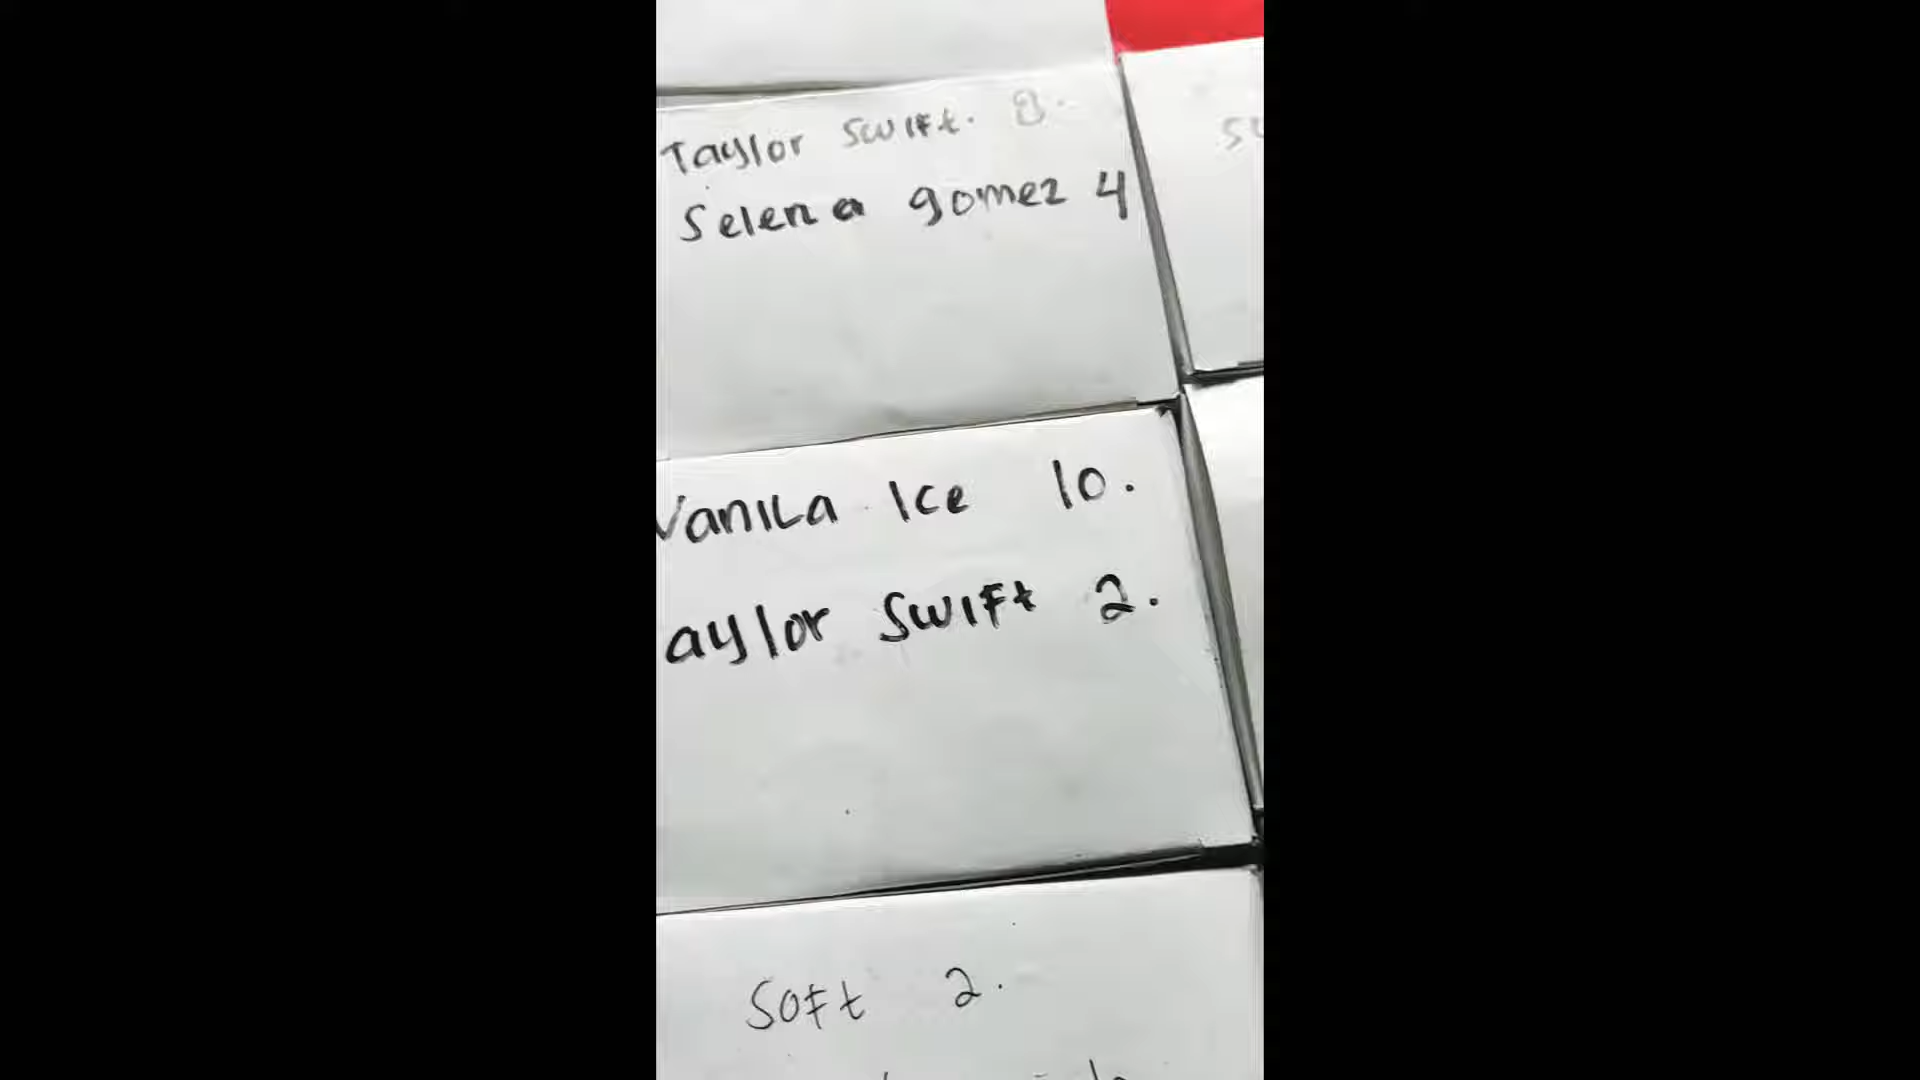 Taylor Swift. 8.
Selena gomez 4
Vanila Ice 10.
aylor Swift 2.
Soft 2.